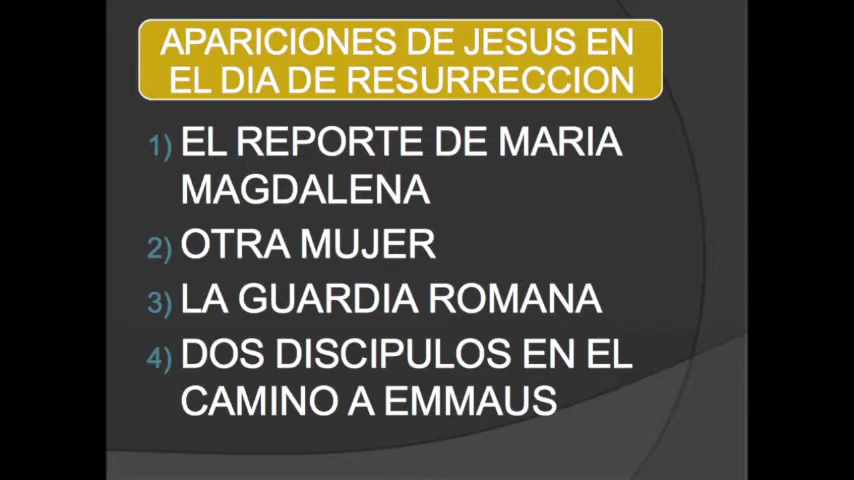 APARICIONES DE JESUS EN
EL DIA DE RESURRECCION
1) EL REPORTE DE MARIA
MAGDALENA
2) OTRA MUJER
3) LA GUARDIA ROMANA
4) DOS DISCIPULOS EN EL
CAMINO A EMMAUS